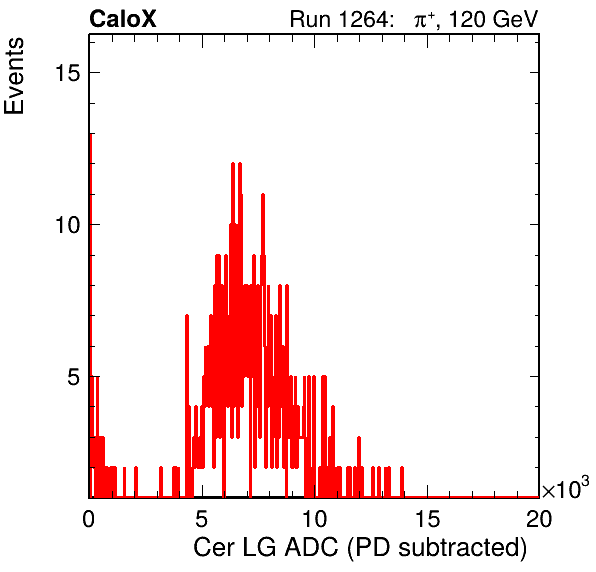 CaloX Run 1264: π⁺, 120 GeV
Events
15
10
5
0 5 10 15 20 ×10³
Cer LG ADC (PD subtracted)